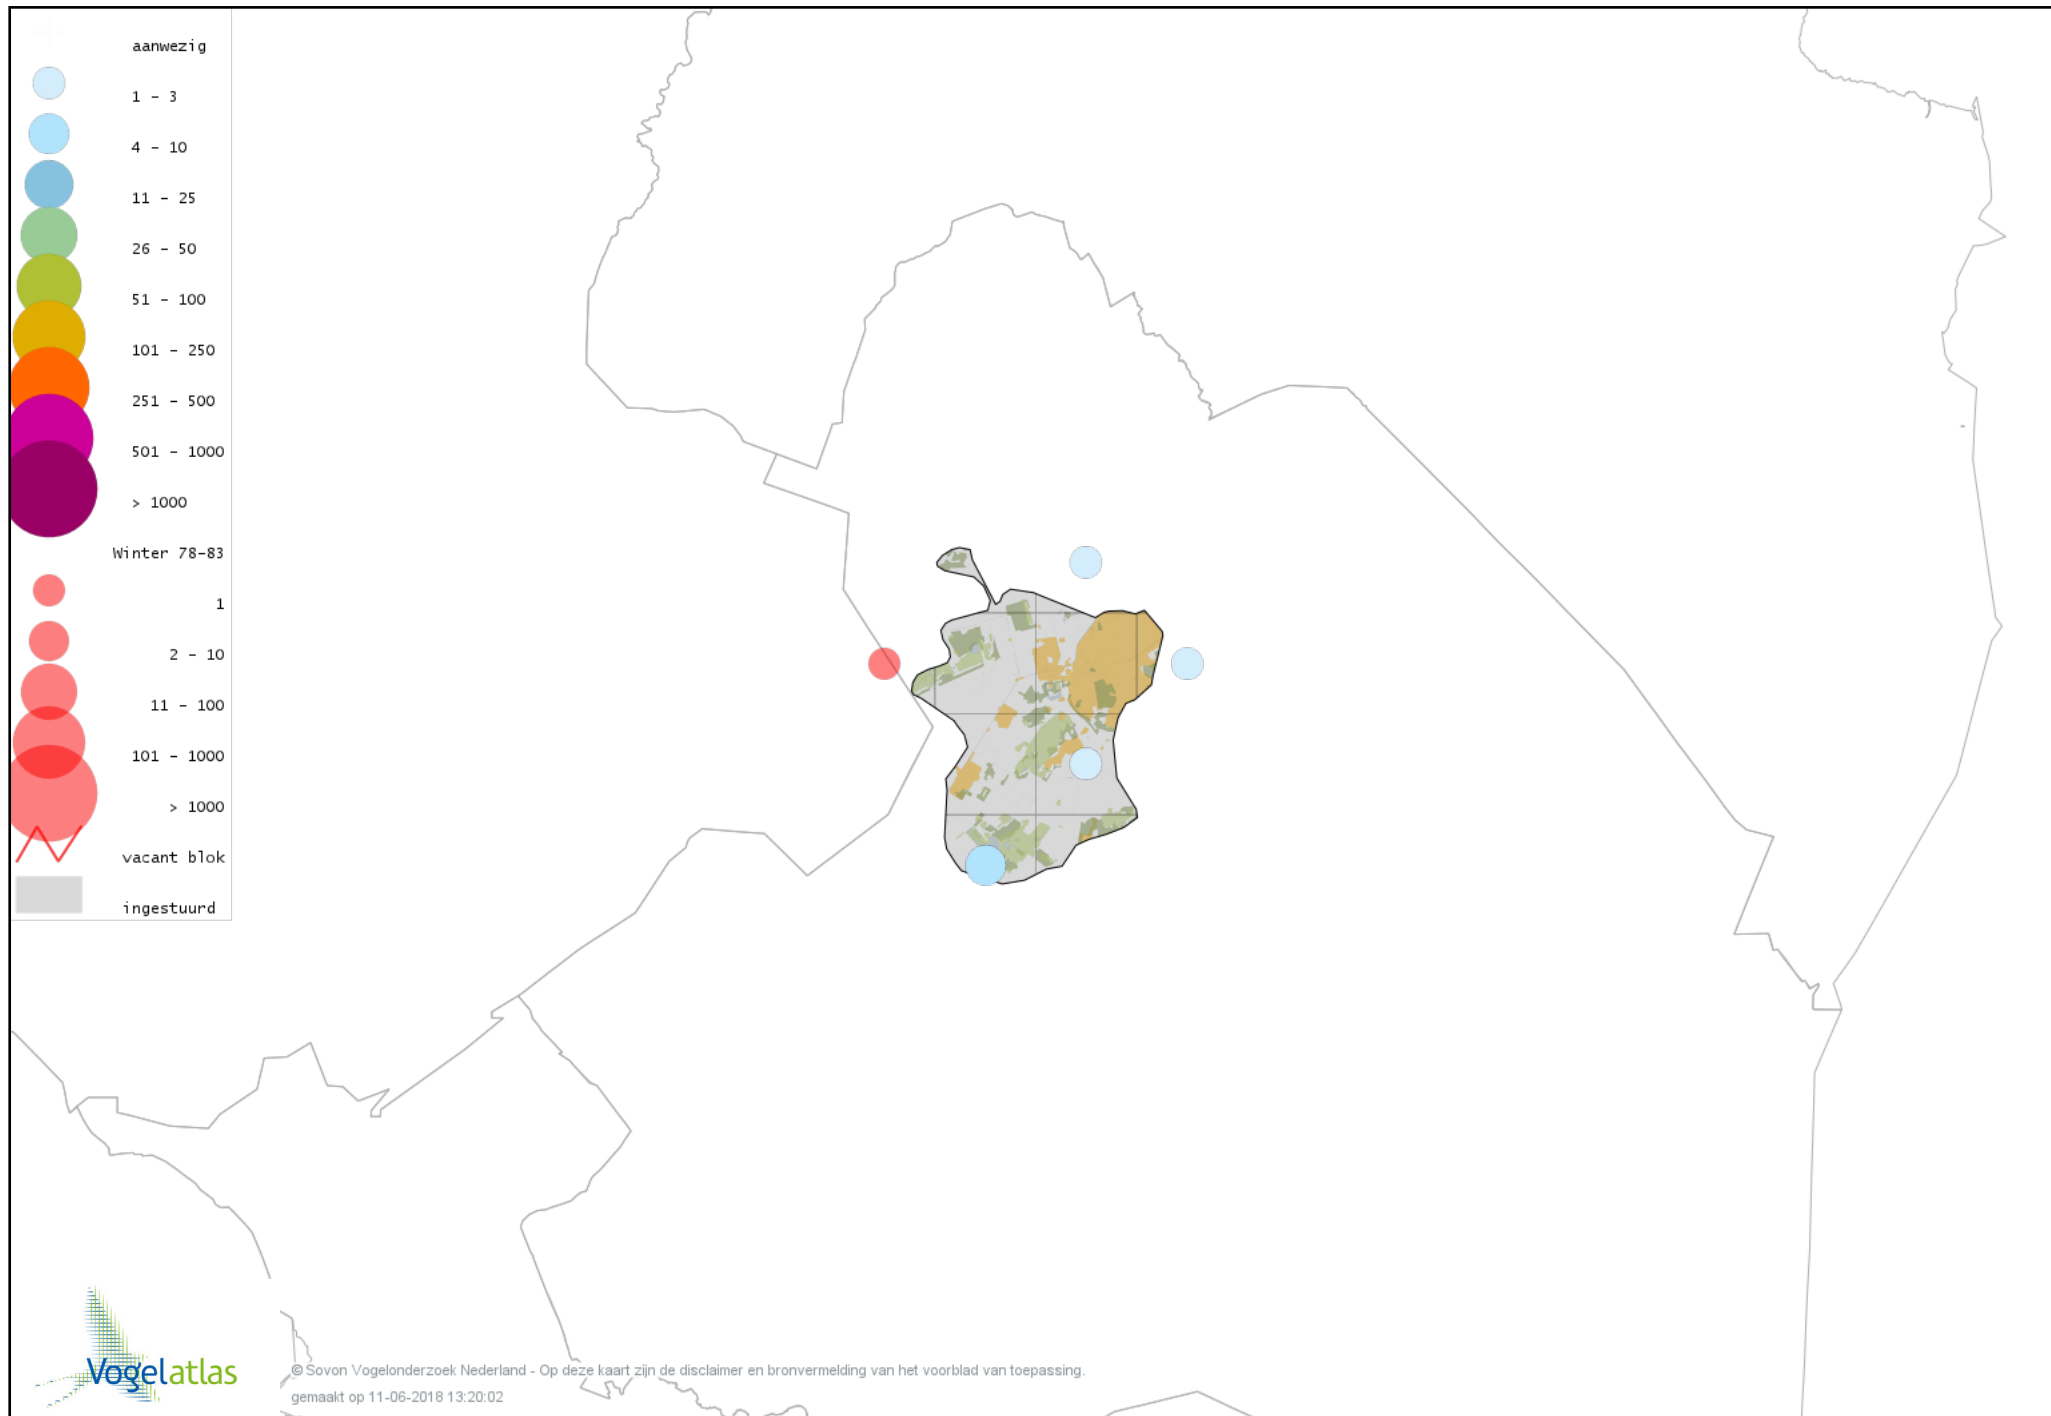 aanwezig
1 - 3
4 - 10
11 - 25
26 - 50
51 - 100
101 - 250
251 - 500
501 - 1000
> 1000
Winter 78-83
1
2 - 10
11 - 100
101 - 1000
> 1000
vacant blok
ingestuurd
Vogelatlas
© Sovon Vogelonderzoek Nederland - Op deze kaart zijn de disclaimer en bronvermelding van het voorblad van toepassing.
gemaakt op 11-06-2018 13:20:02